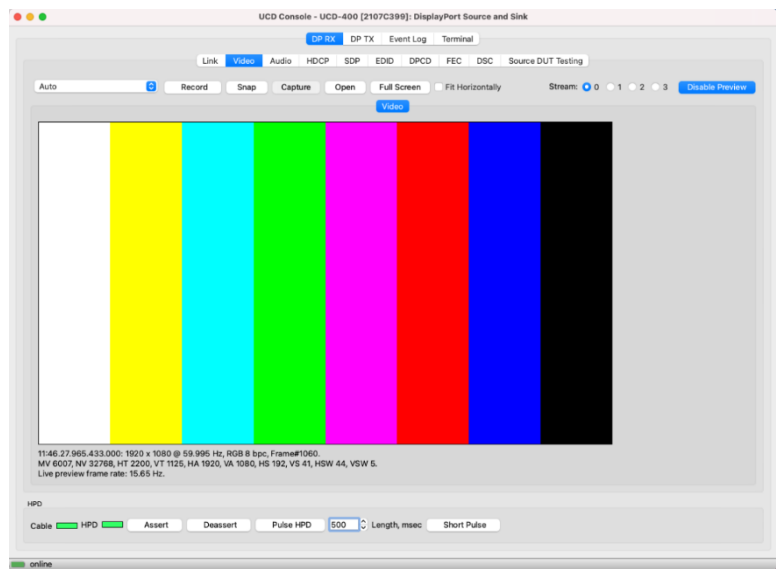 UCD Console - UCD-400 [2107C399]: DisplayPort Source and Sink
DP RX DP TX Event Log Terminal
Link Video Audio HDCP SDP EDID DPCD FEC DSC Source DUT Testing
Auto Record Snap Capture Open Full Screen Fit Horizontally Stream: 0 1 2 3 Disable Preview
Video
11:46.27.965.433.000: 1920 x 1080 @ 59.995 Hz, RGB 8 bpc, Frame#1060.
MV 6007, NV 32768, HT 2200, VT 1125, HA 1920, VA 1080, HS 192, VS 41, HSW 44, VSW 5.
Live preview frame rate: 15.65 Hz.
HPD
Cable HPD Assert Deassert Pulse HPD 500 Length, msec Short Pulse
online